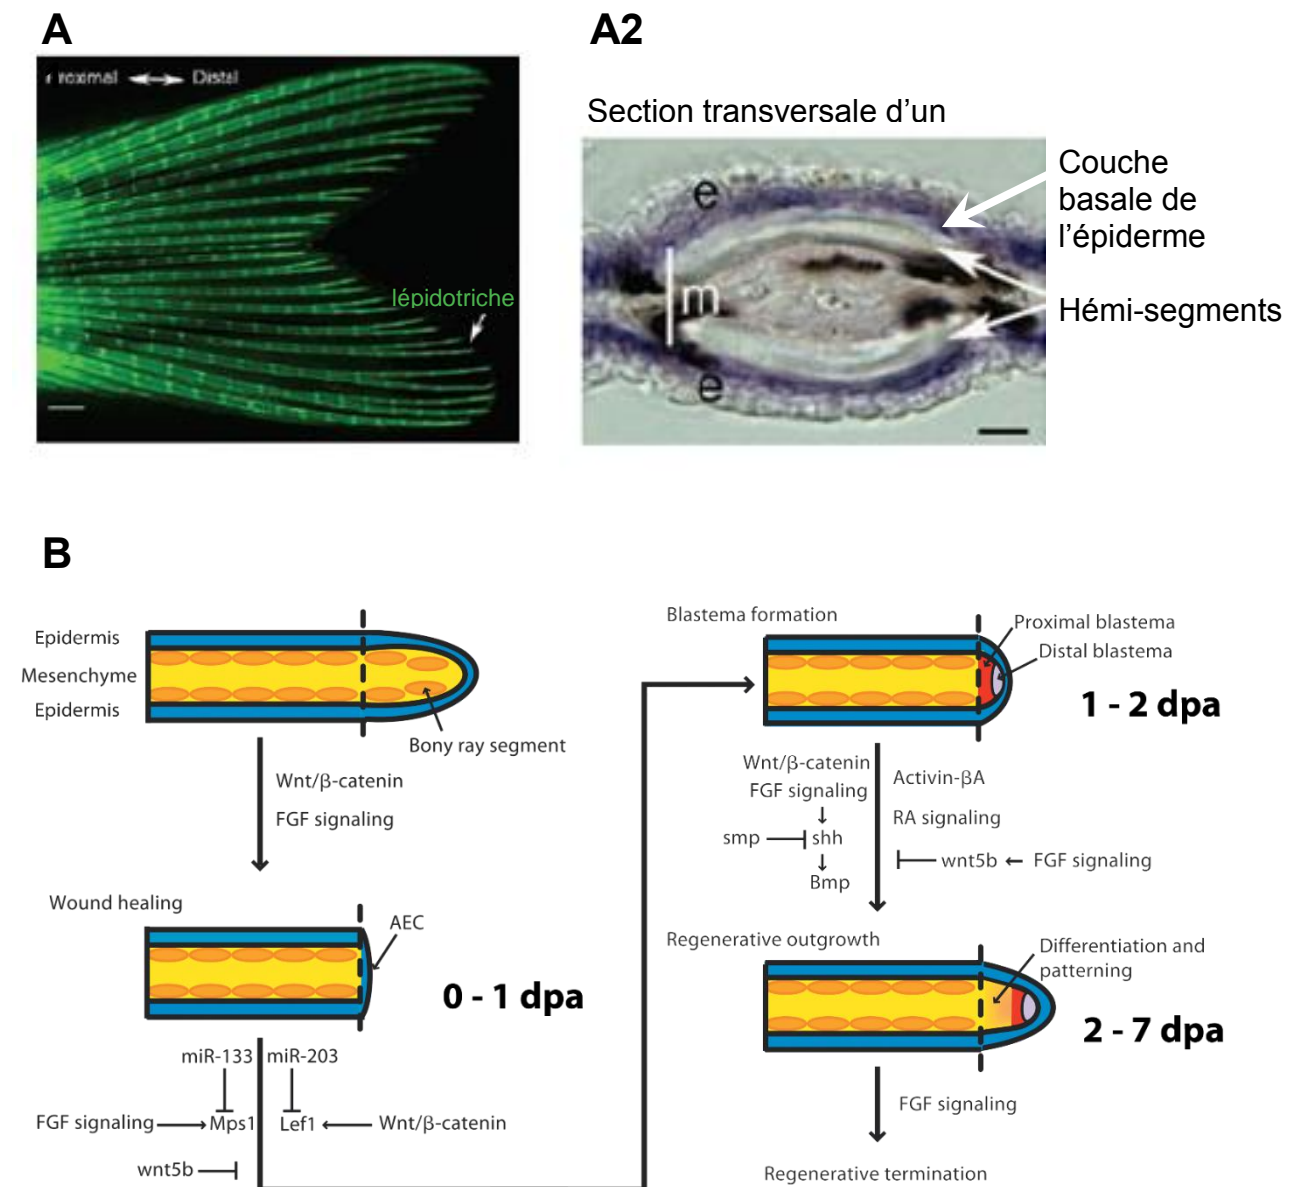 A
Proximal Distal
lépidotriche
A2
Section transversale d’un
e
m
e
Couche
basale de
l’épiderme
Hémi-segments
B
Epidermis
Mesenchyme
Epidermis
Bony ray segment
Wnt/β-catenin
FGF signaling
Wound healing
AEC
0 - 1 dpa
miR-133 miR-203
FGF signaling Mps1 Lef1 Wnt/β-catenin
wnt5b
Blastema formation
Proximal blastema
Distal blastema
1 - 2 dpa
Wnt/β-catenin
FGF signaling
smp shh
Bmp
Activin-βA
RA signaling
wnt5b FGF signaling
Regenerative outgrowth
Differentiation and
patterning
2 - 7 dpa
FGF signaling
Regenerative termination